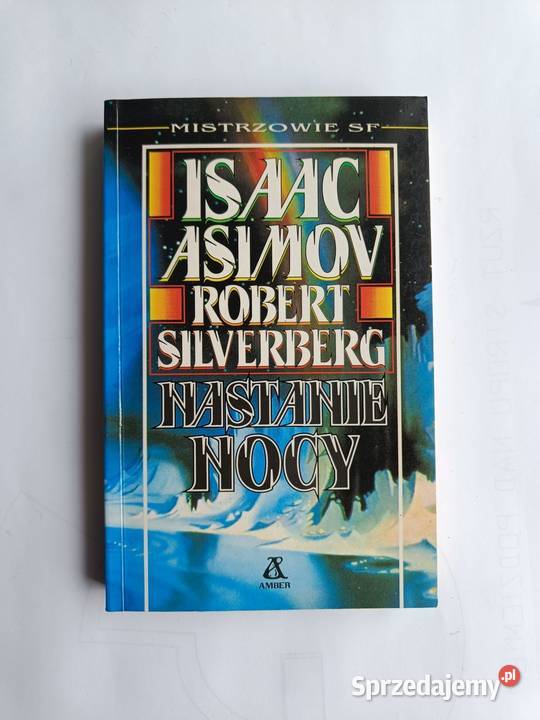 MISTRZOWIE SF
ISAAC
ASIMOV
ROBERT
SILVERBERG
NASTANIE
NOCY
AMBER
Sprzedajemy.pl